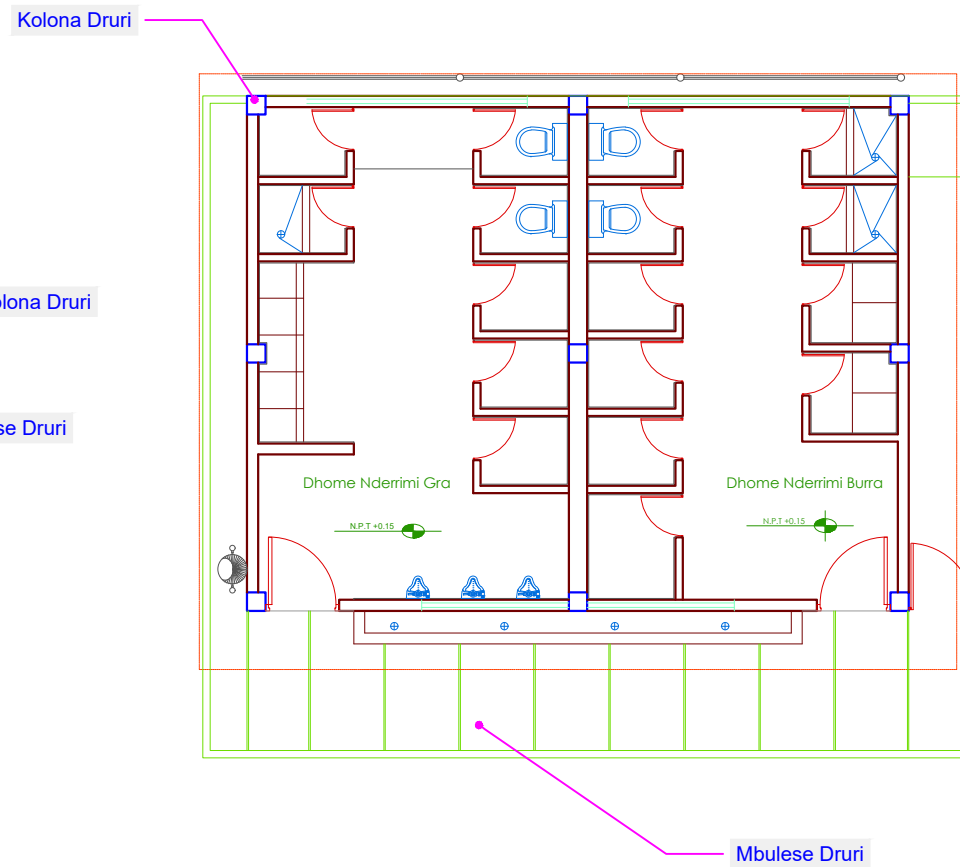 Kolona Druri
olona Druri
se Druri
Dhome Nderrimi Gra
Dhome Nderrimi Burra
N.P.T +0.15
N.P.T +0.15
Mbulese Druri